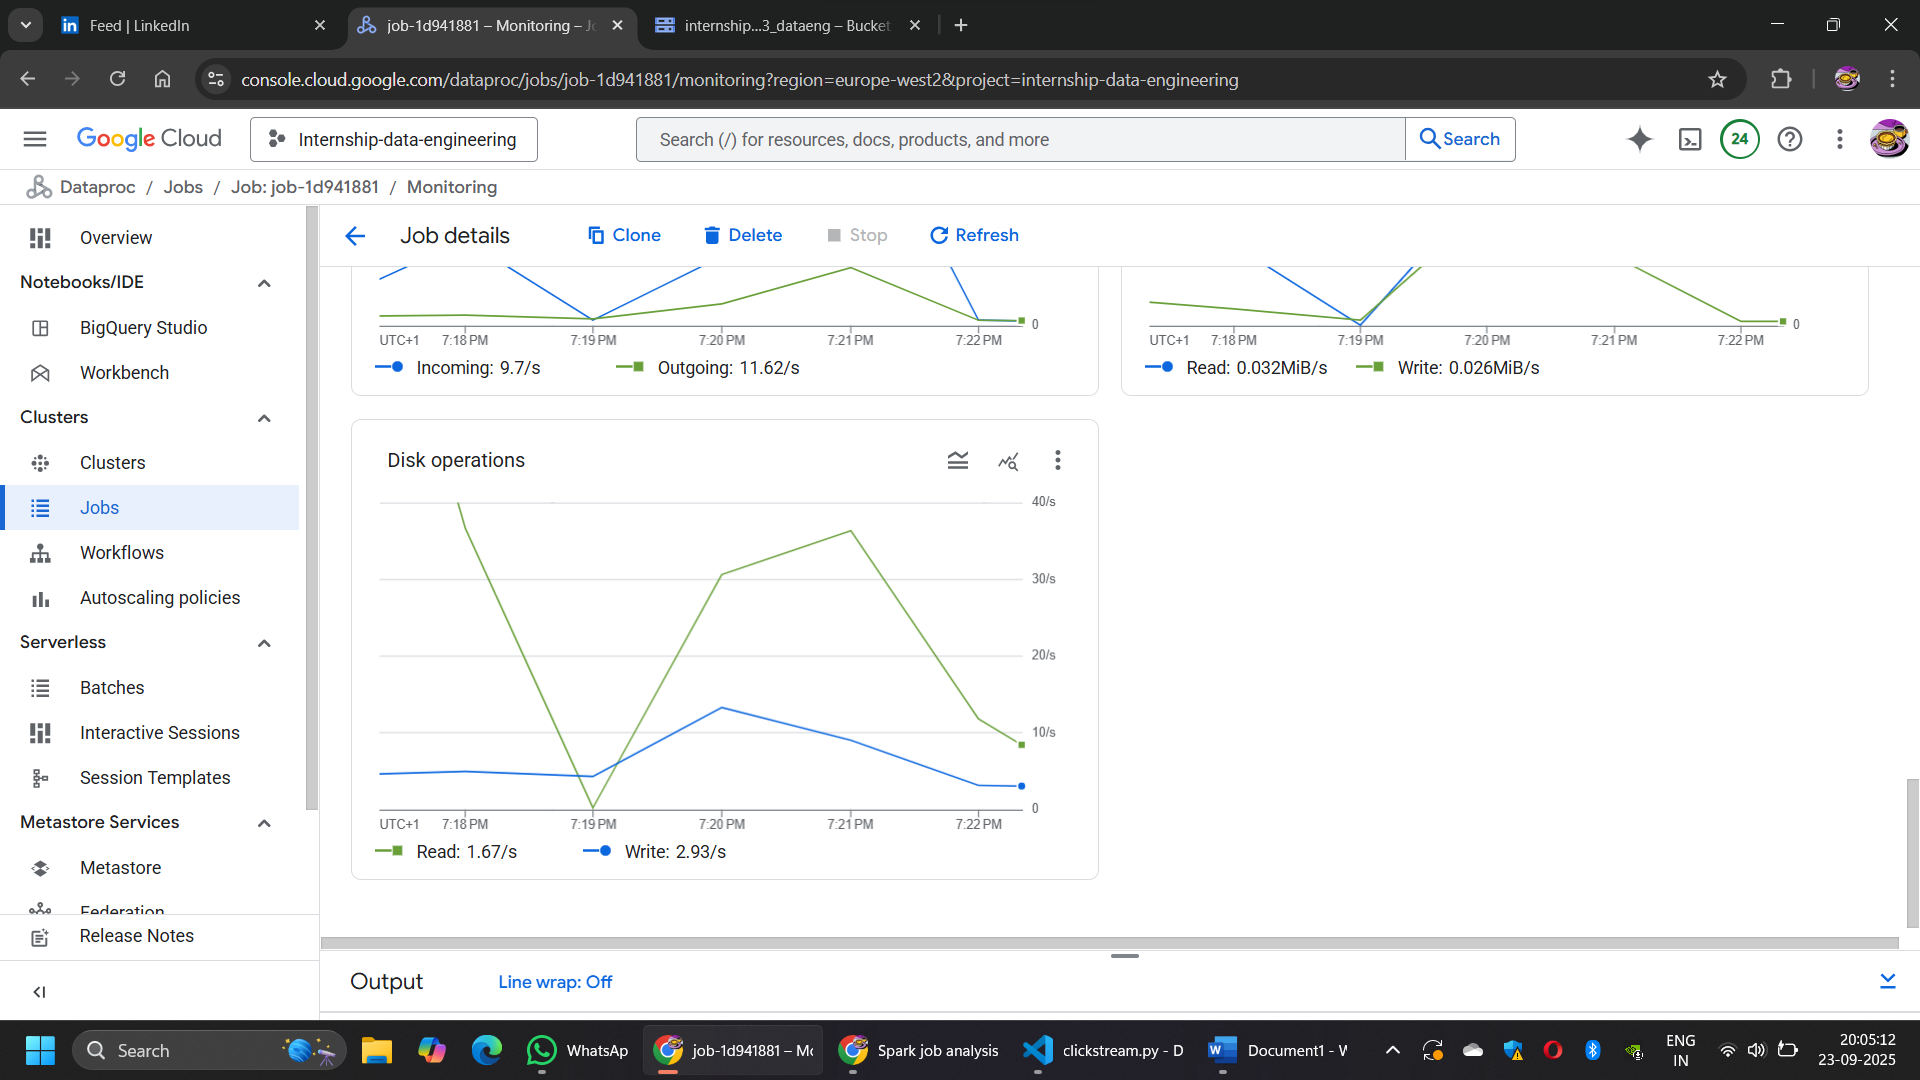 Feed | LinkedIn
job-1d941881 – Monitoring – Jo
internship...3_dataeng – Bucket
console.cloud.google.com/dataproc/jobs/job-1d941881/monitoring?region=europe-west2&project=internship-data-engineering
Google Cloud
Internship-data-engineering
Search (/) for resources, docs, products, and more
Search
24
Dataproc / Jobs / Job: job-1d941881 / Monitoring
Overview
Notebooks/IDE
BigQuery Studio
Workbench
Clusters
Clusters
Jobs
Workflows
Autoscaling policies
Serverless
Batches
Interactive Sessions
Session Templates
Metastore Services
Metastore
Federation
Release Notes
Job details
Clone
Delete
Stop
Refresh
0
UTC+1 7:18 PM 7:19 PM 7:20 PM 7:21 PM 7:22 PM
Incoming: 9.7/s Outgoing: 11.62/s
0
UTC+1 7:18 PM 7:19 PM 7:20 PM 7:21 PM 7:22 PM
Read: 0.032MiB/s Write: 0.026MiB/s
Disk operations
40/s
30/s
20/s
10/s
0
UTC+1 7:18 PM 7:19 PM 7:20 PM 7:21 PM 7:22 PM
Read: 1.67/s Write: 2.93/s
Output
Line wrap: Off
Search
WhatsApp
job-1d941881 – Mo
Spark job analysis
clickstream.py - D
Document1 - W
ENG
IN
20:05:12
23-09-2025